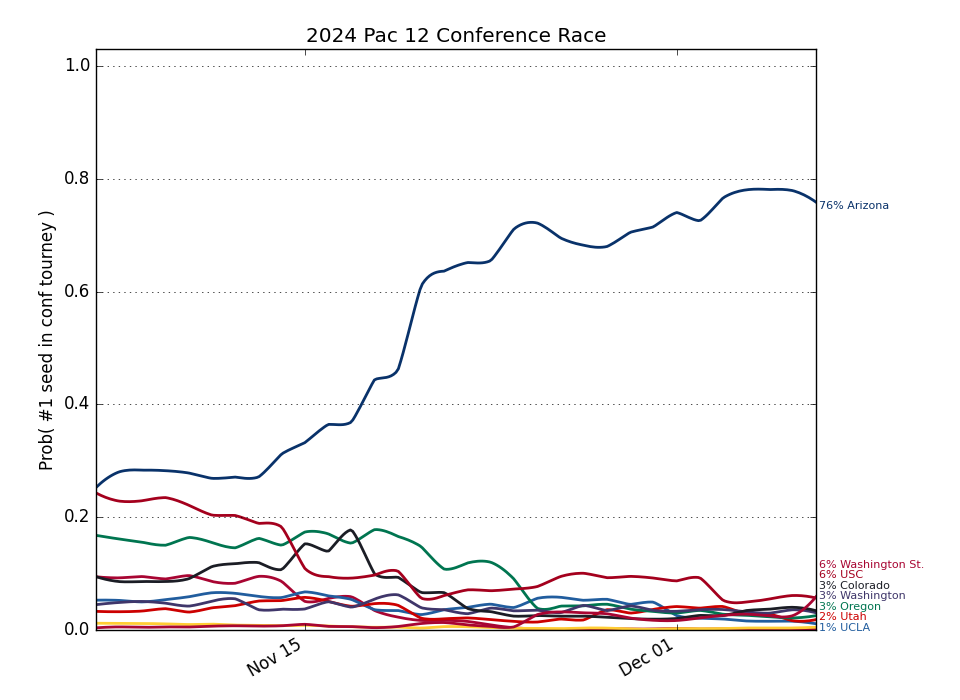 2024 Pac 12 Conference Race
Prob( #1 seed in conf tourney )
1.0
0.8
0.6
0.4
0.2
0.0
Nov 15
Dec 01
76% Arizona
6% Washington St.
6% USC
3% Colorado
3% Washington
3% Oregon
2% Utah
1% UCLA